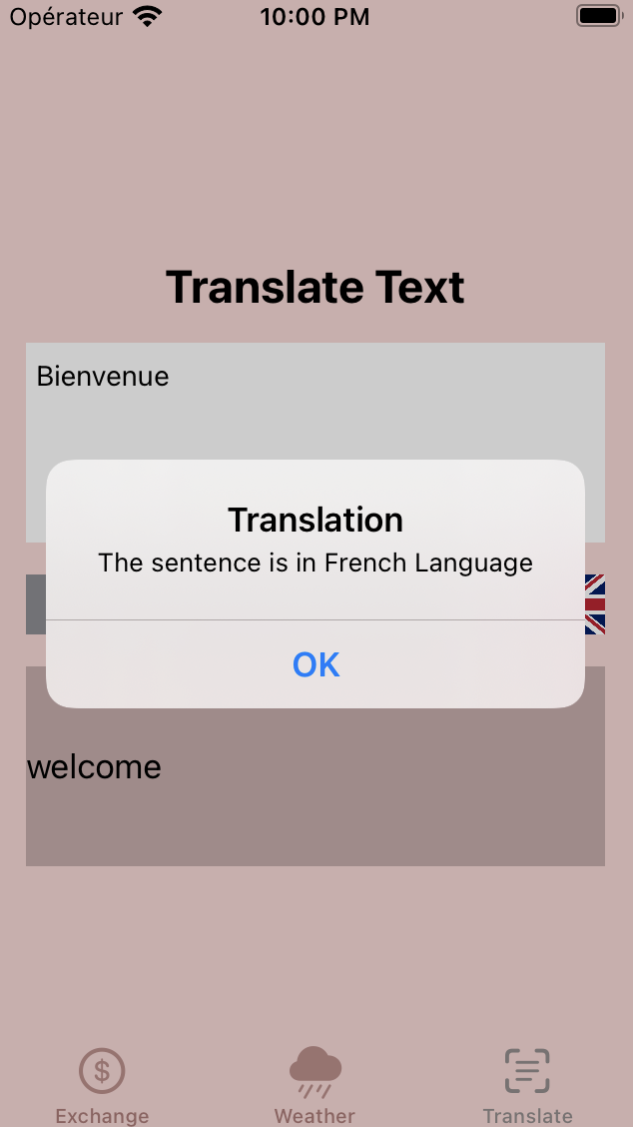 Opérateur 10:00 PM
Translate Text
Bienvenue
Translation
The sentence is in French Language
OK
welcome
Exchange Weather Translate